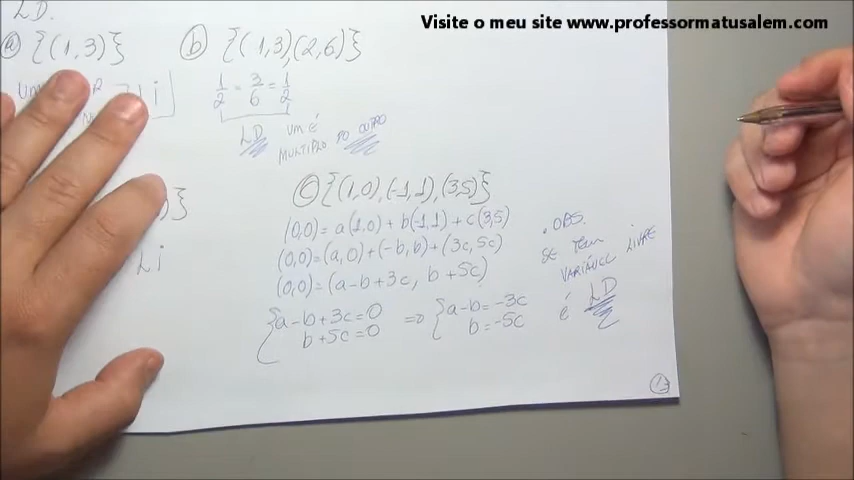 Visite o meu site www.professormatusalem.com
LD.
(a) {(1,3)}
(b) {(1,3),(2,6)}
1/2 = 3/6 = 1/2
LD UM É
MULTIPLO DO OUTRO
Li
(c) {(1,0),(-1,1),(3,5)}
(0,0)=a(1,0)+b(-1,1)+c(3,5)
(0,0)=(a,0)+(-b,b)+(3c,5c)
(0,0)=(a-b+3c, b+5c)
{a-b+3c=0 => {a-b=-3c
b+5c=0 b=-5c
. OBS.
SE TEM
VARIÁVEL LIVRE
É LD
Li